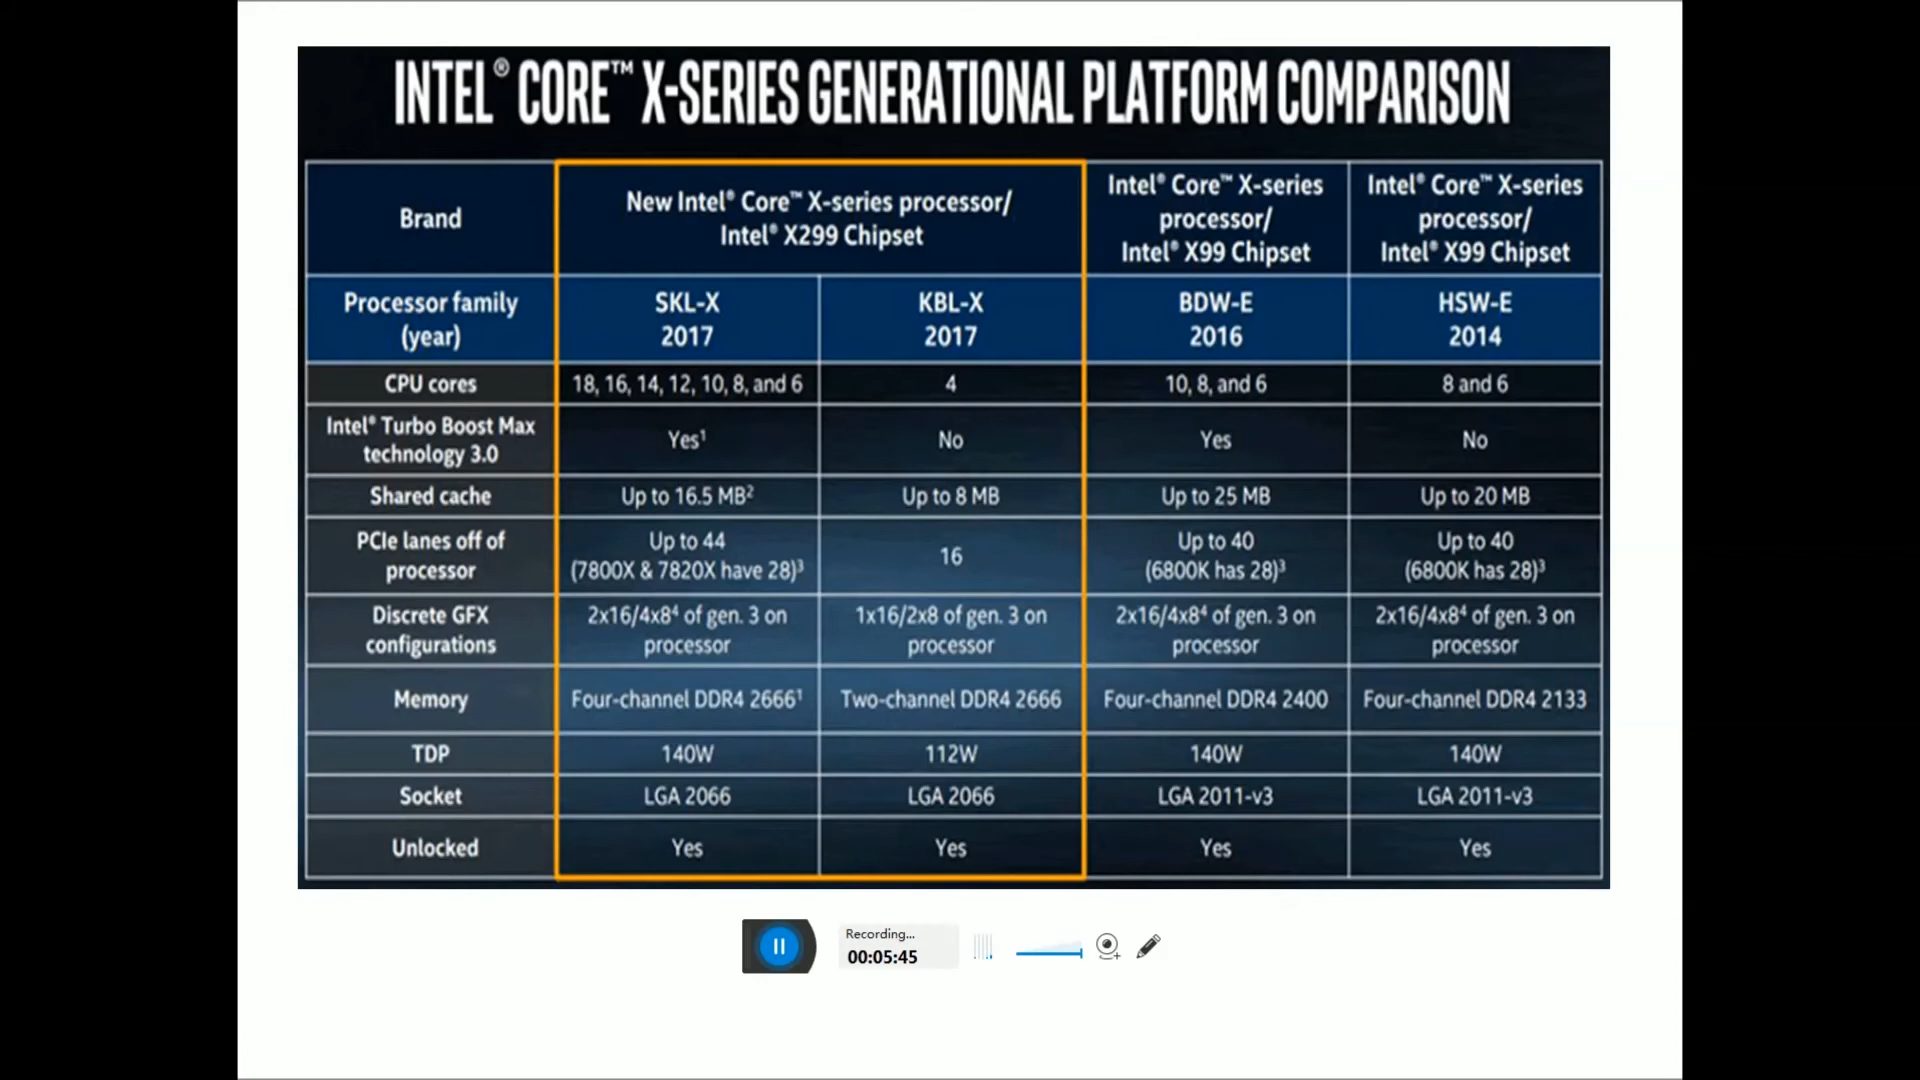 INTEL® CORE™ X-SERIES GENERATIONAL PLATFORM COMPARISON
Brand
New Intel® Core™ X-series processor/
Intel® X299 Chipset
Intel® Core™ X-series
processor/
Intel® X99 Chipset
Intel® Core™ X-series
processor/
Intel® X99 Chipset
Processor family
(year)
SKL-X
2017
KBL-X
2017
BDW-E
2016
HSW-E
2014
CPU cores
18, 16, 14, 12, 10, 8, and 6
4
10, 8, and 6
8 and 6
Intel® Turbo Boost Max
technology 3.0
Yes¹
No
Yes
No
Shared cache
Up to 16.5 MB²
Up to 8 MB
Up to 25 MB
Up to 20 MB
PCIe lanes off of
processor
Up to 44
(7800X & 7820X have 28)³
16
Up to 40
(6800K has 28)³
Up to 40
(6800K has 28)³
Discrete GFX
configurations
2x16/4x8⁴ of gen. 3 on
processor
1x16/2x8 of gen. 3 on
processor
2x16/4x8⁴ of gen. 3 on
processor
2x16/4x8⁴ of gen. 3 on
processor
Memory
Four-channel DDR4 2666¹
Two-channel DDR4 2666
Four-channel DDR4 2400
Four-channel DDR4 2133
TDP
140W
112W
140W
140W
Socket
LGA 2066
LGA 2066
LGA 2011-v3
LGA 2011-v3
Unlocked
Yes
Yes
Yes
Yes
Recording...
00:05:45